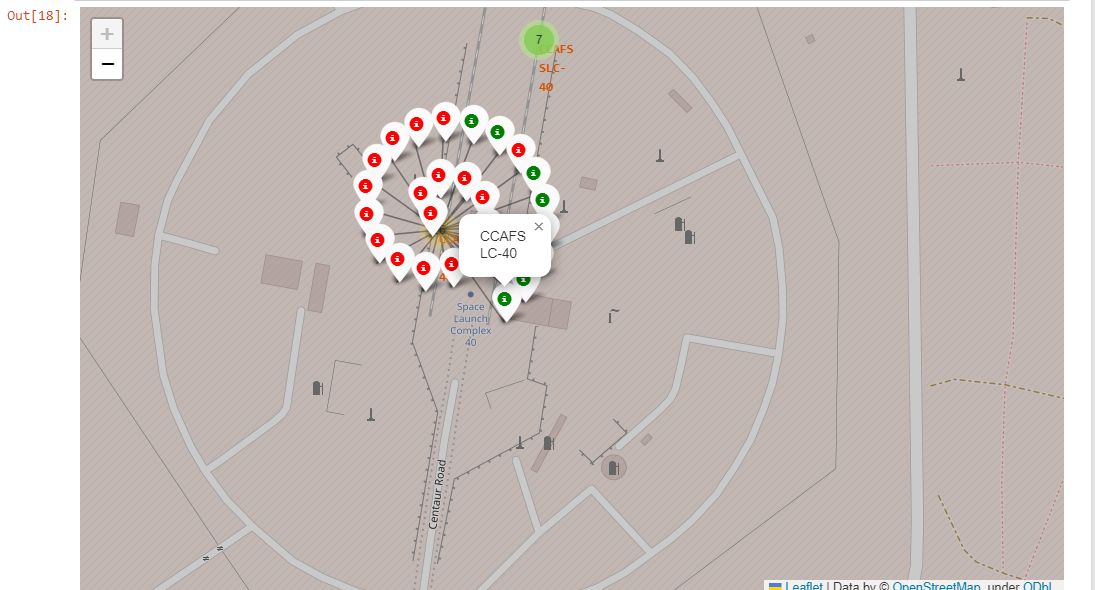 Out[18]:
+
−
7
CCAFS
SLC-
40
CCAFS
LC-40
Space
Launch
Complex
40
Centaur Road
Leaflet | Data by © OpenStreetMap, under ODbL